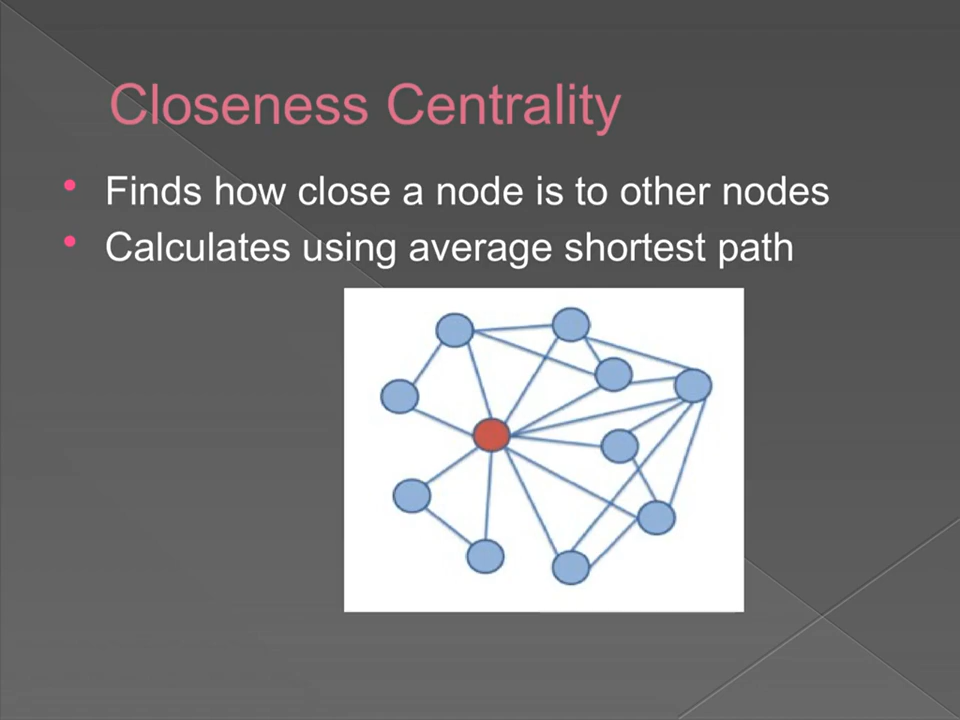 Closeness Centrality
• Finds how close a node is to other nodes
• Calculates using average shortest path